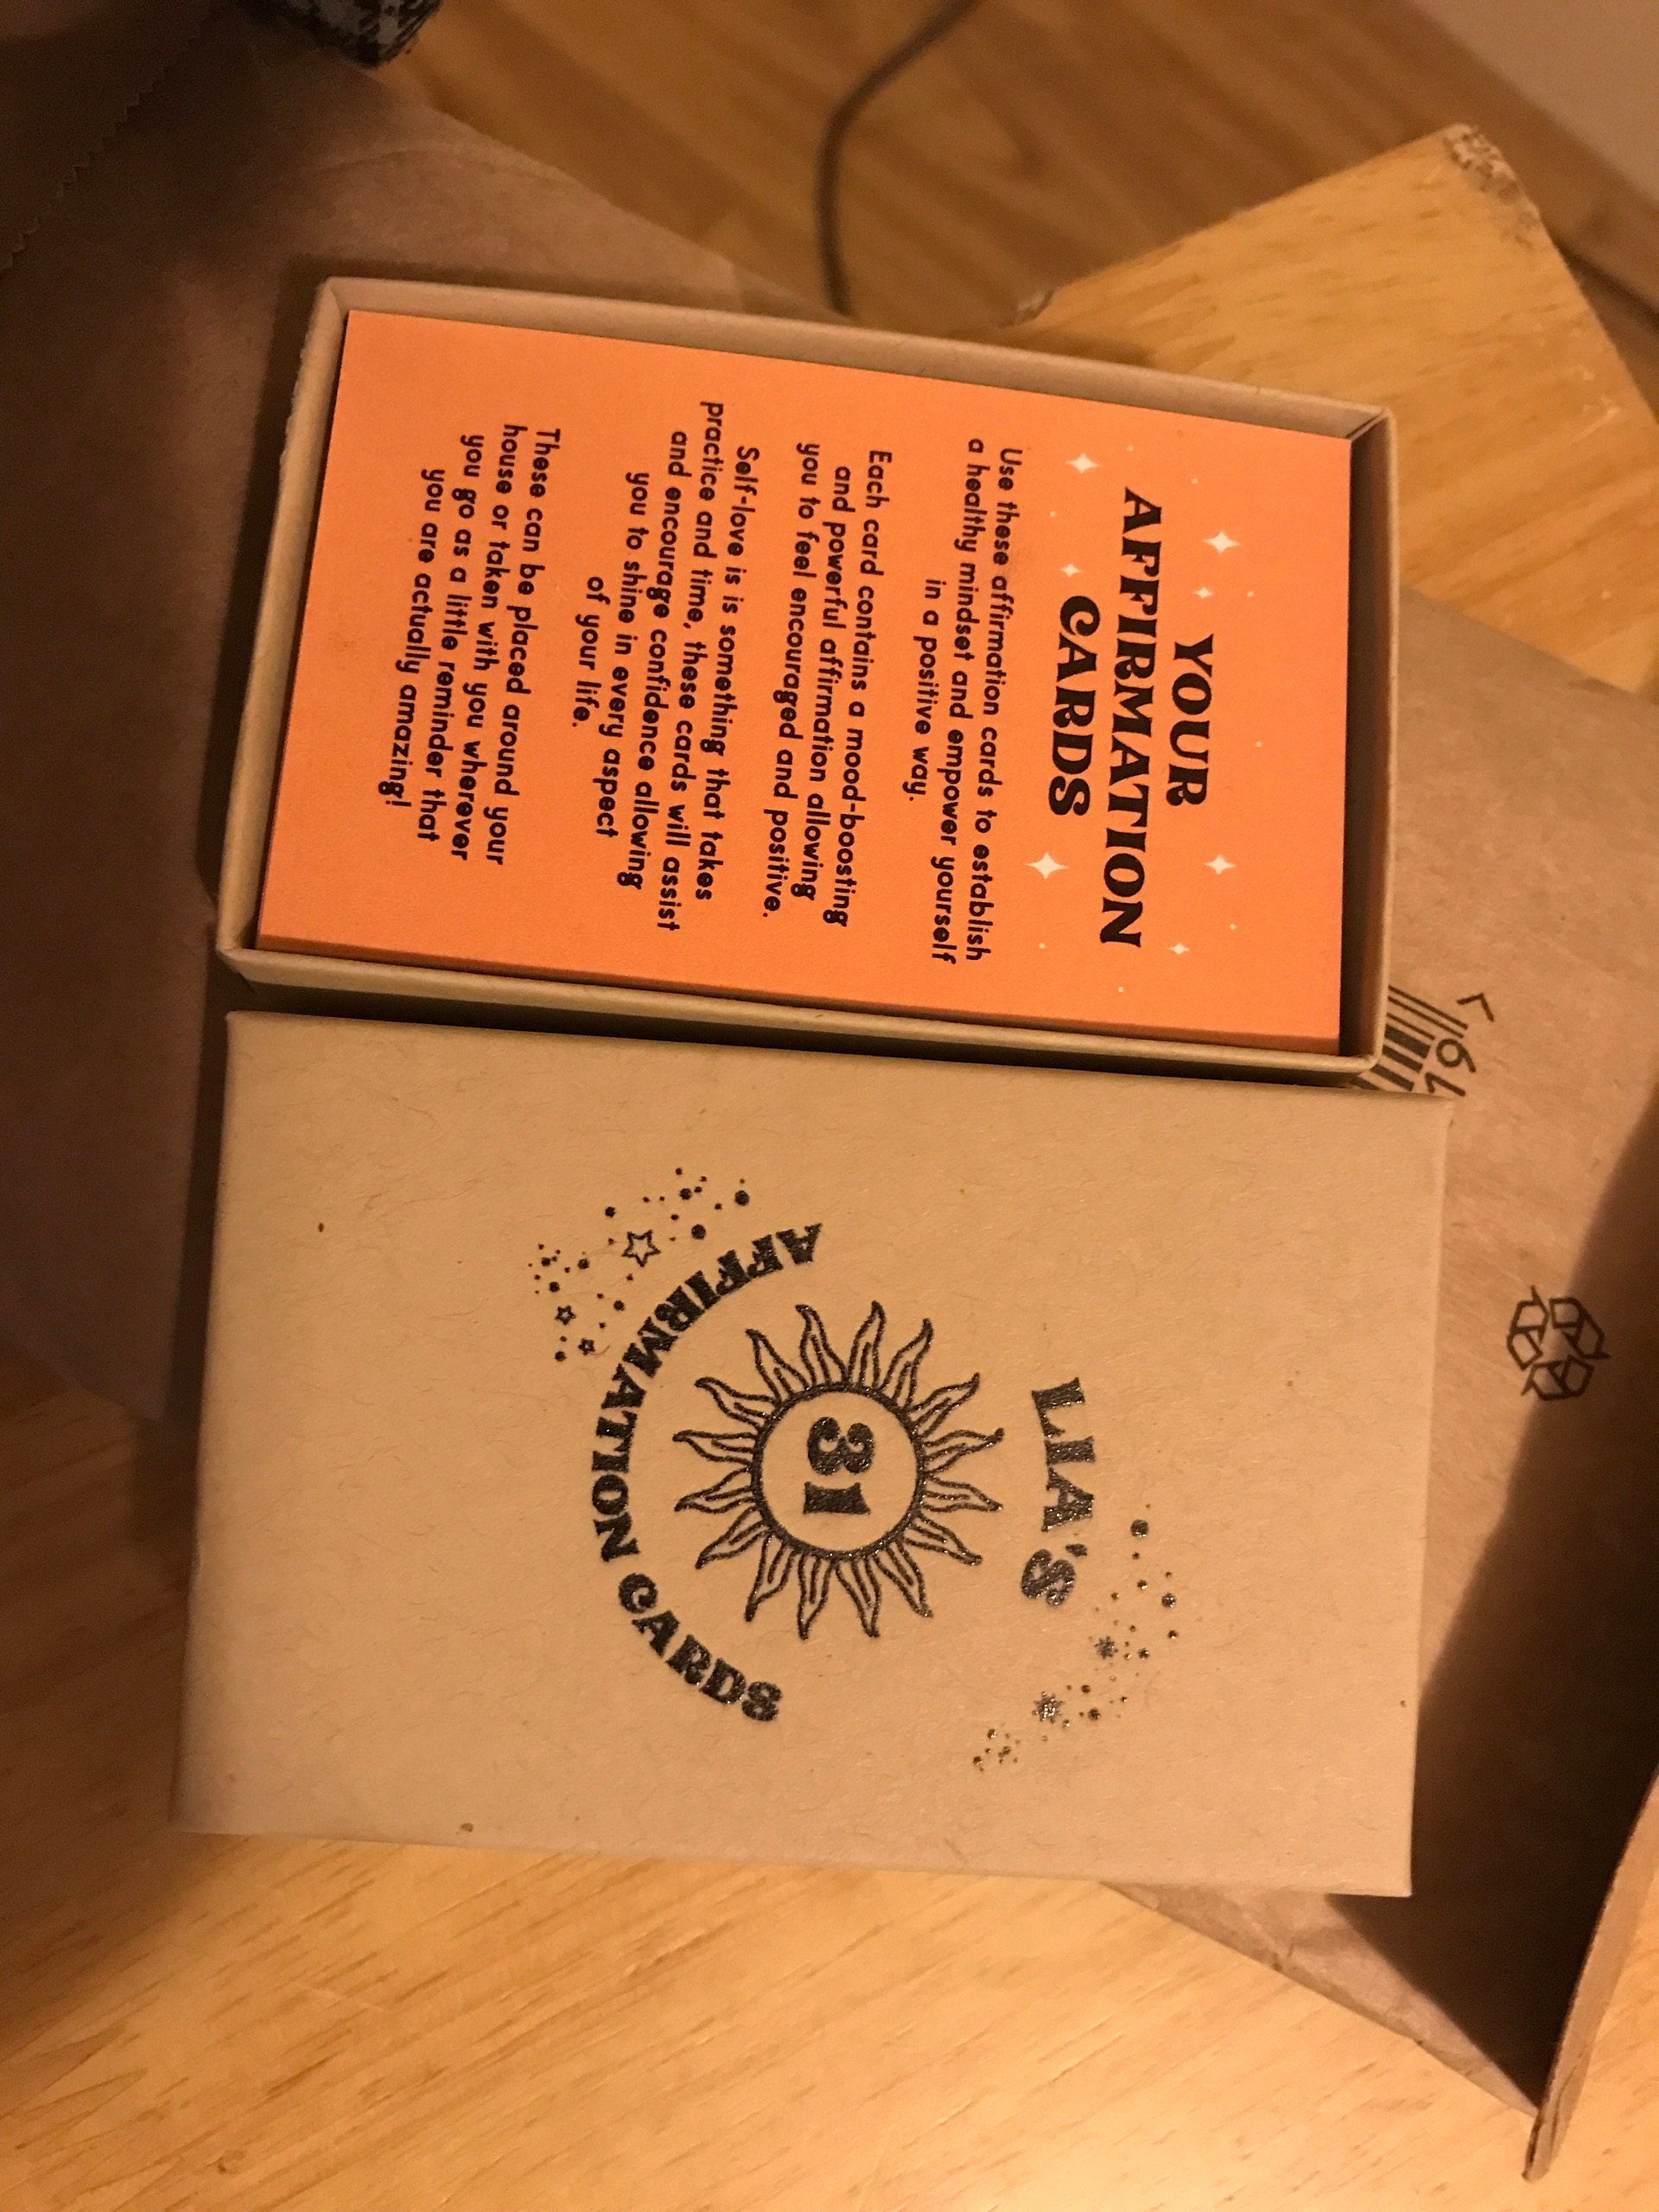 YOUR
AFFIRMATION
CARDS
Use these affirmation cards to establish
a healthy mindset and empower yourself
in a positive way.
Each card contains a mood-boosting
and powerful affirmation allowing
you to feel encouraged and positive.
Self-love is is something that takes
practice and time, these cards will assist
and encourage confidence allowing
you to shine in every aspect
of your life.
These can be placed around your
house or taken with you wherever
you go as a little reminder that
you are actually amazing!
LIA'S
31
AFFIRMATION CARDS